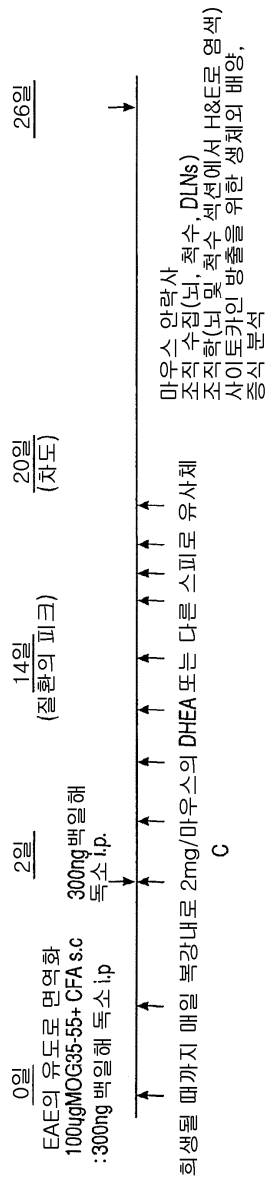 0일
EAE의 유도로 면역화
100μgMOG35-55+ CFA s.c
:300ng 백일해 독소 i.p
2일
300ng 백일해
독소 i.p.
14일
(질환의 피크)
20일
(차도)
26일
희생될 때까지 매일 복강내로 2mg/마우스의 DHEA 또는 다른 스피로 유사체
C
마우스 안락사
조직 수집(뇌, 척수, DLNs)
조직학(뇌 및 척수 섹션에서 H&E로 염색)
사이토카인 방출을 위한 생체외 배양,
증식 분석